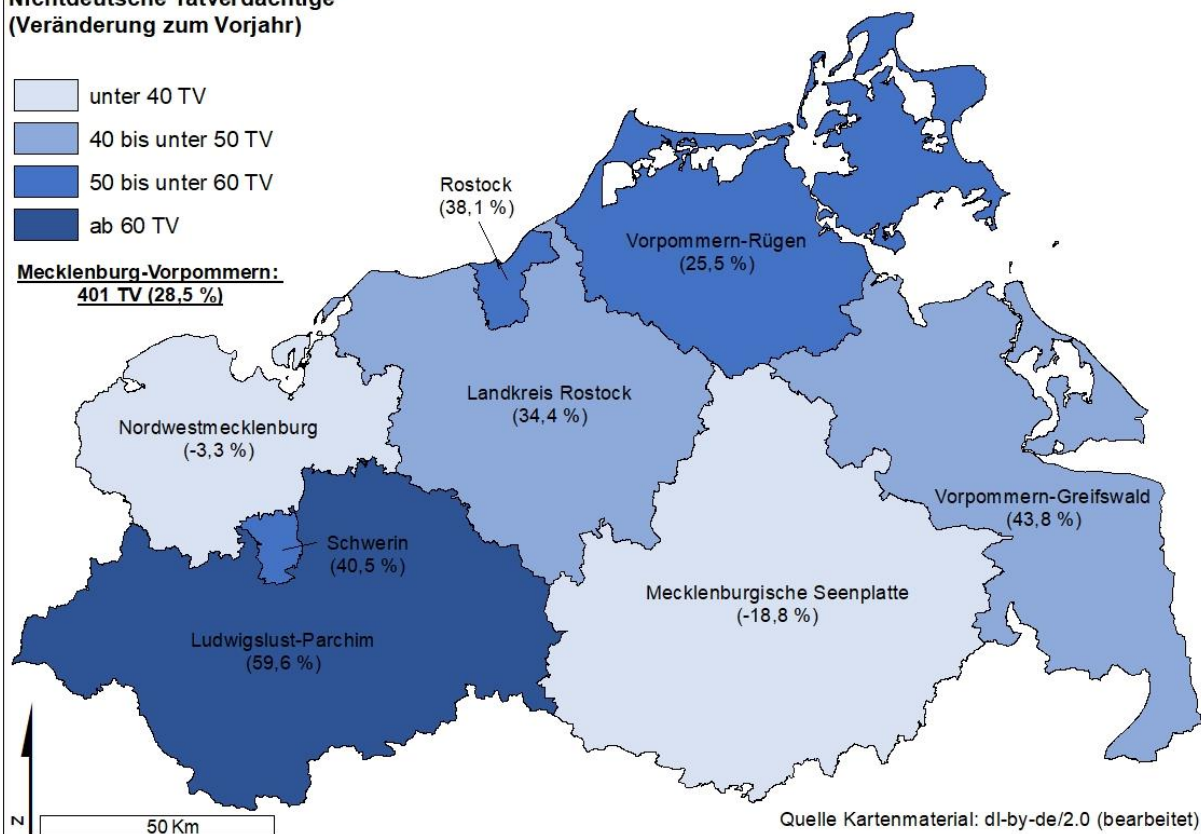 Nichtdeutsche Tatverdächtige
(Veränderung zum Vorjahr)
unter 40 TV
40 bis unter 50 TV
50 bis unter 60 TV
ab 60 TV
Mecklenburg-Vorpommern:
401 TV (28,5 %)
Rostock
(38,1 %)
Vorpommern-Rügen
(25,5 %)
Landkreis Rostock
(34,4 %)
Nordwestmecklenburg
(-3,3 %)
Vorpommern-Greifswald
(43,8 %)
Schwerin
(40,5 %)
Mecklenburgische Seenplatte
(-18,8 %)
Ludwigslust-Parchim
(59,6 %)
N
50 Km
Quelle Kartenmaterial: dl-by-de/2.0 (bearbeitet)